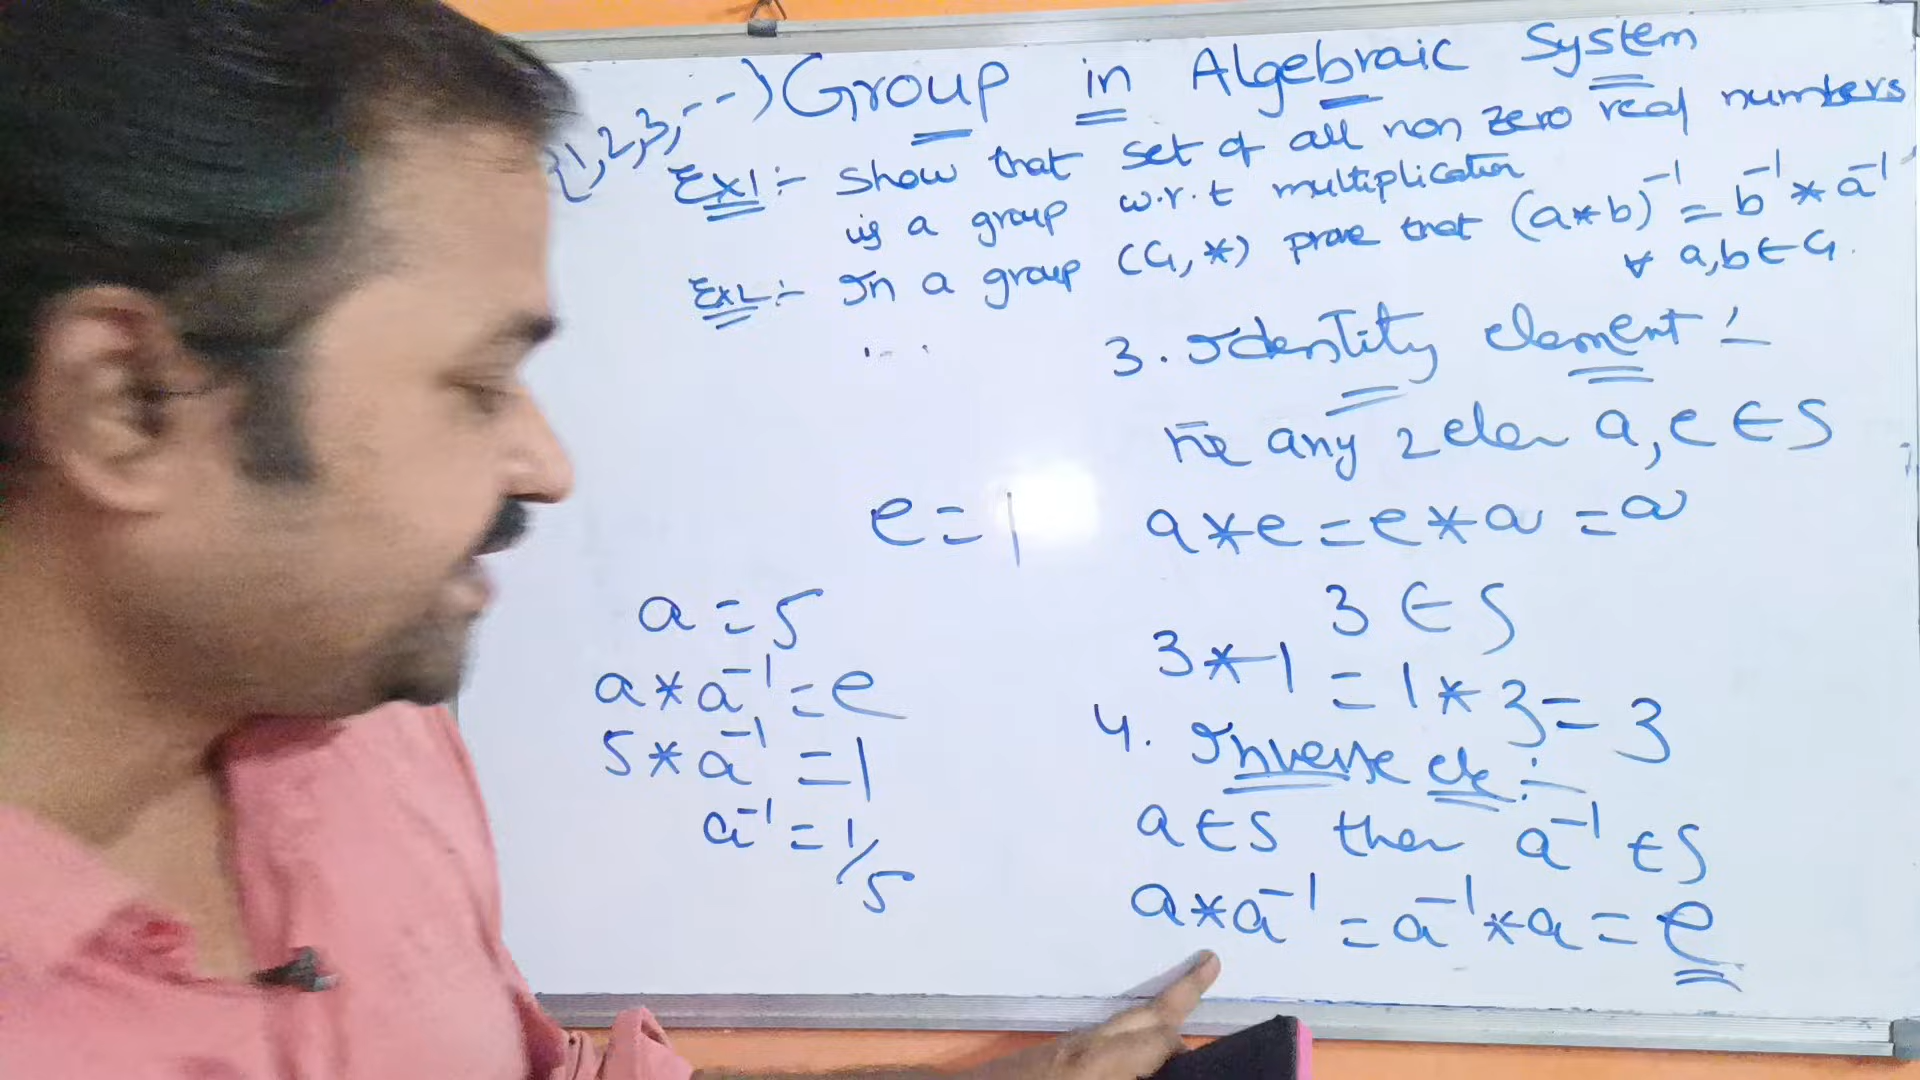 Group in Algebraic System
{1,2,3,--)
Ex1:- show that set of all non zero real numbers
is a group w.r.t multiplication
Ex2:- In a group (G,*) prove that (a*b)⁻¹ = b⁻¹ * a⁻¹
∀ a,b ∈ G.
3. Identity element :-
any 2 elem a, e ∈ S
e = 1
a*e = e*a = a
3 ∈ S
3*1 = 1*3 = 3
a = 5
a*a⁻¹ = e
5*a⁻¹ = 1
a⁻¹ = 1/5
4. Inverse ele :-
a ∈ S then a⁻¹ ∈ S
a*a⁻¹ = a⁻¹*a = e